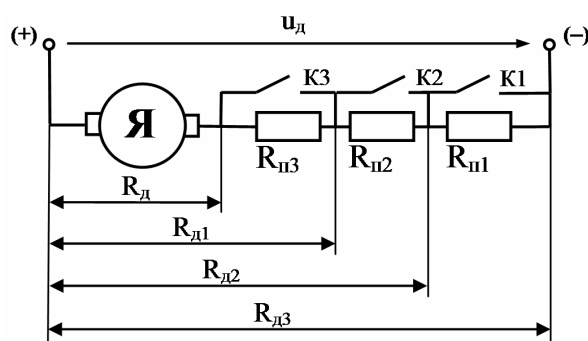 (+) uд (–)
К3 К2 К1
Я
Rп3 Rп2 Rп1
Rд
Rд1
Rд2
Rд3